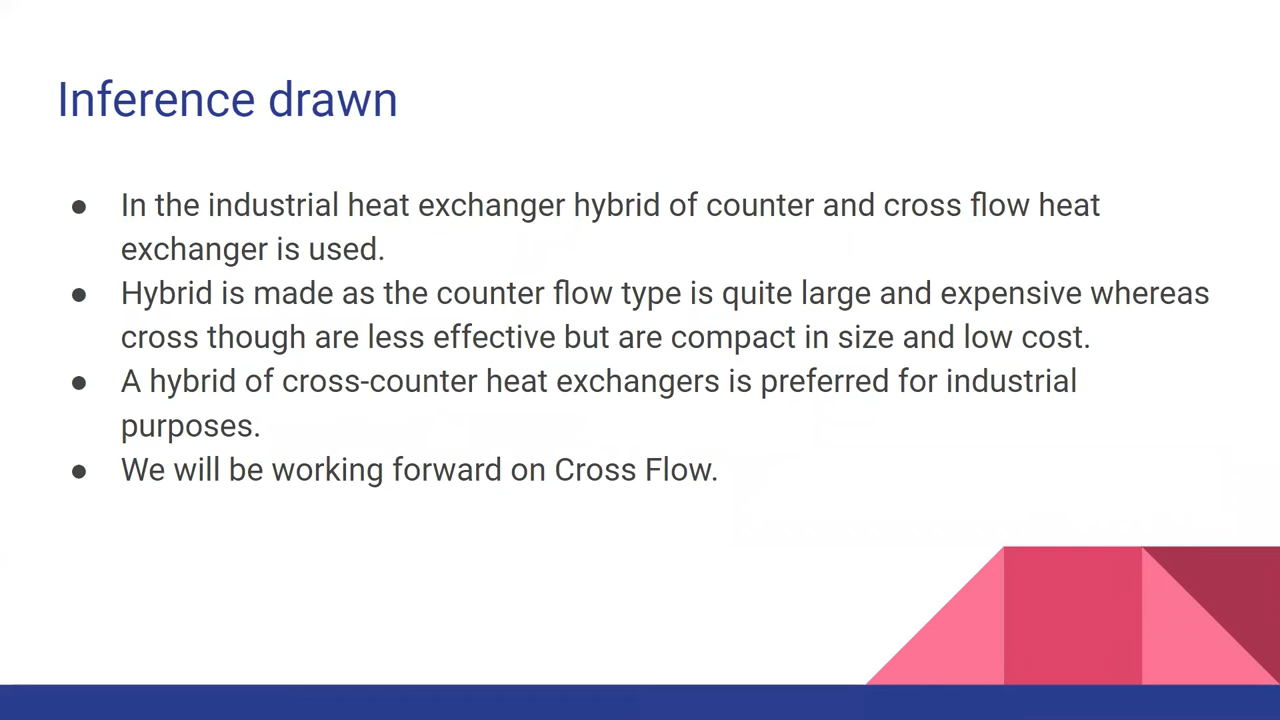 Inference drawn
● In the industrial heat exchanger hybrid of counter and cross flow heat
exchanger is used.
● Hybrid is made as the counter flow type is quite large and expensive whereas
cross though are less effective but are compact in size and low cost.
● A hybrid of cross-counter heat exchangers is preferred for industrial
purposes.
● We will be working forward on Cross Flow.